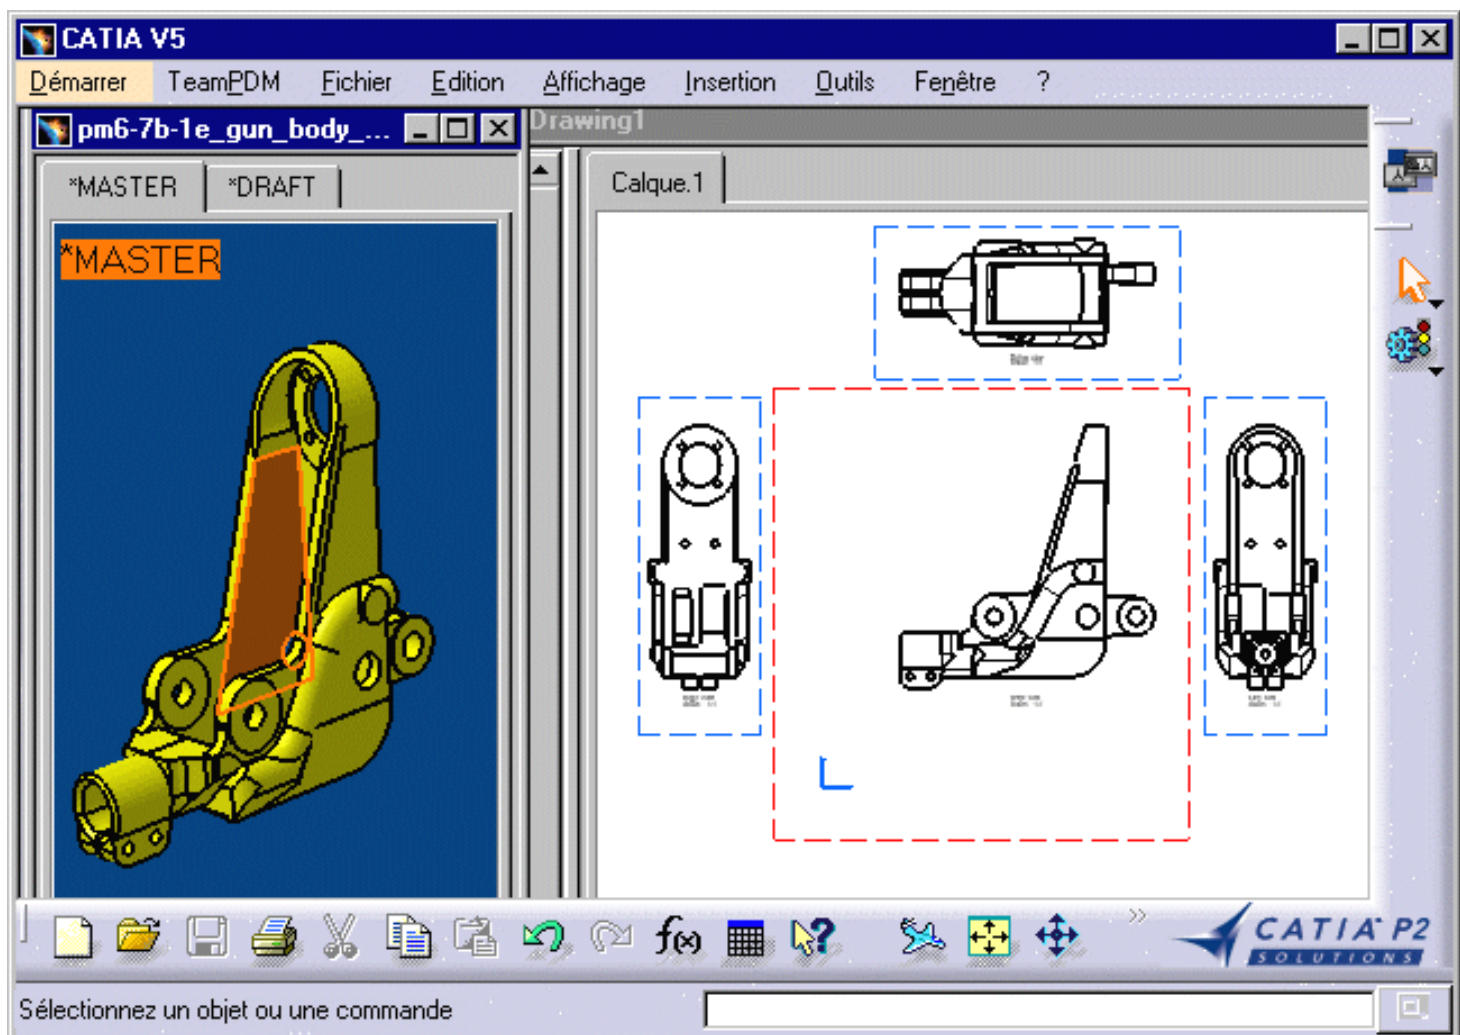 CATIA V5
Démarrer TeamPDM Fichier Edition Affichage Insertion Outils Fenêtre ?
pm6-7b-1e_gun_body_...
Drawing1
*MASTER *DRAFT
Calque.1
*MASTER
f(x)
CATIA P2
SOLUTIONS
Sélectionnez un objet ou une commande